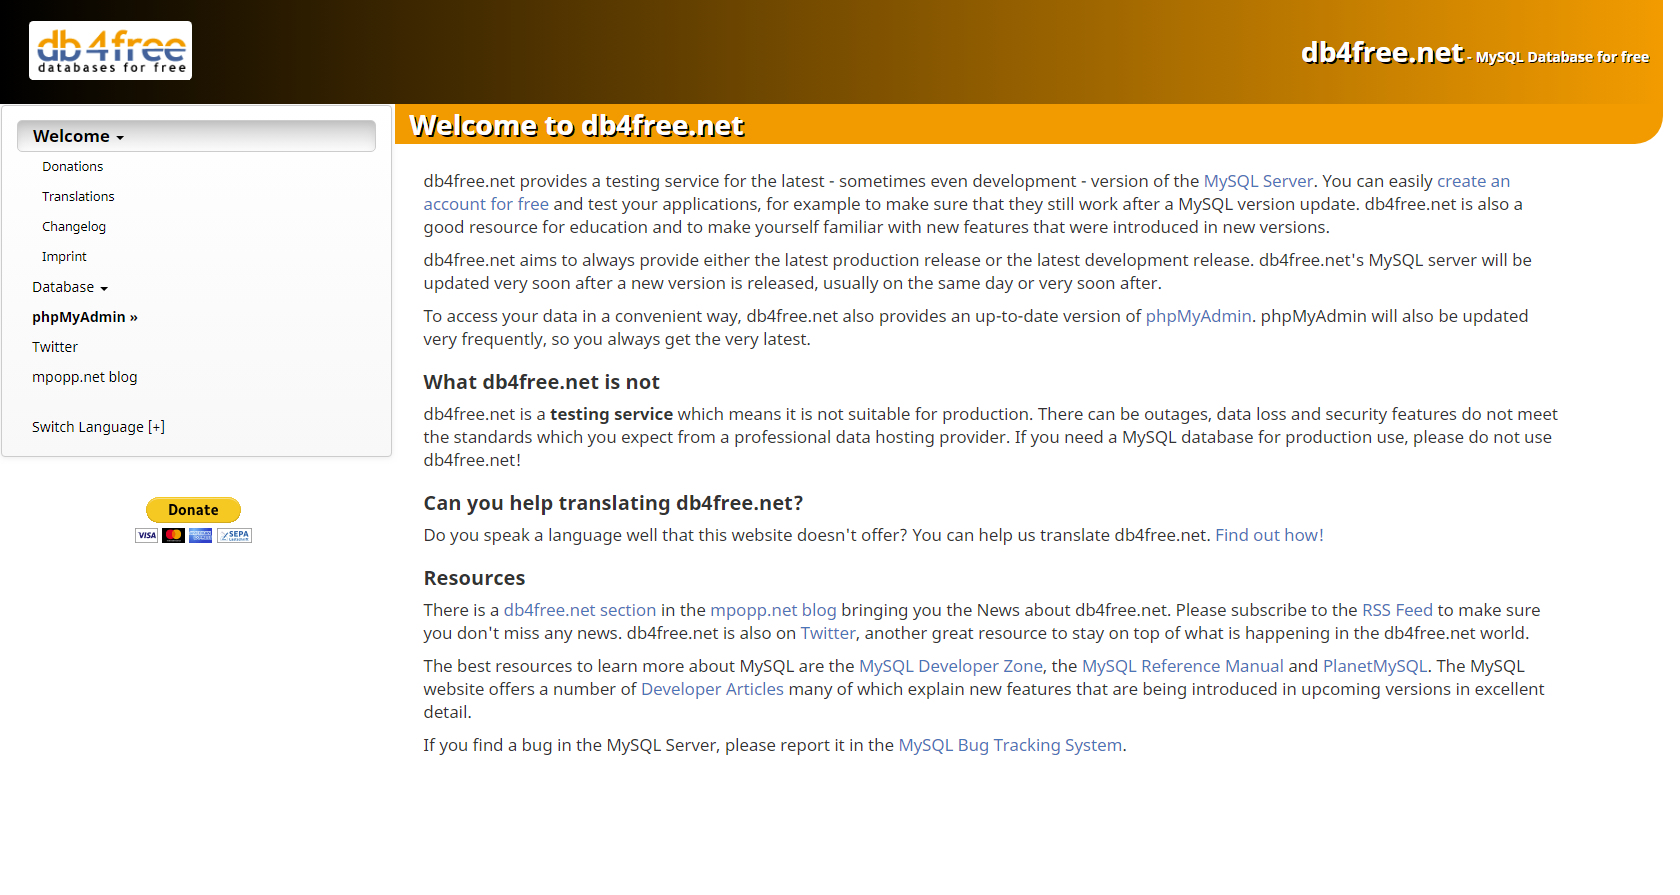 db4free
databases for free
db4free.net - MySQL Database for free
Welcome
Donations
Translations
Changelog
Imprint
Database
phpMyAdmin »
Twitter
mpopp.net blog
Switch Language [+]
Donate
VISA
SEPA
Welcome to db4free.net
db4free.net provides a testing service for the latest - sometimes even development - version of the MySQL Server. You can easily create an
account for free and test your applications, for example to make sure that they still work after a MySQL version update. db4free.net is also a
good resource for education and to make yourself familiar with new features that were introduced in new versions.
db4free.net aims to always provide either the latest production release or the latest development release. db4free.net's MySQL server will be
updated very soon after a new version is released, usually on the same day or very soon after.
To access your data in a convenient way, db4free.net also provides an up-to-date version of phpMyAdmin. phpMyAdmin will also be updated
very frequently, so you always get the very latest.
What db4free.net is not
db4free.net is a testing service which means it is not suitable for production. There can be outages, data loss and security features do not meet
the standards which you expect from a professional data hosting provider. If you need a MySQL database for production use, please do not use
db4free.net!
Can you help translating db4free.net?
Do you speak a language well that this website doesn't offer? You can help us translate db4free.net. Find out how!
Resources
There is a db4free.net section in the mpopp.net blog bringing you the News about db4free.net. Please subscribe to the RSS Feed to make sure
you don't miss any news. db4free.net is also on Twitter, another great resource to stay on top of what is happening in the db4free.net world.
The best resources to learn more about MySQL are the MySQL Developer Zone, the MySQL Reference Manual and PlanetMySQL. The MySQL
website offers a number of Developer Articles many of which explain new features that are being introduced in upcoming versions in excellent
detail.
If you find a bug in the MySQL Server, please report it in the MySQL Bug Tracking System.